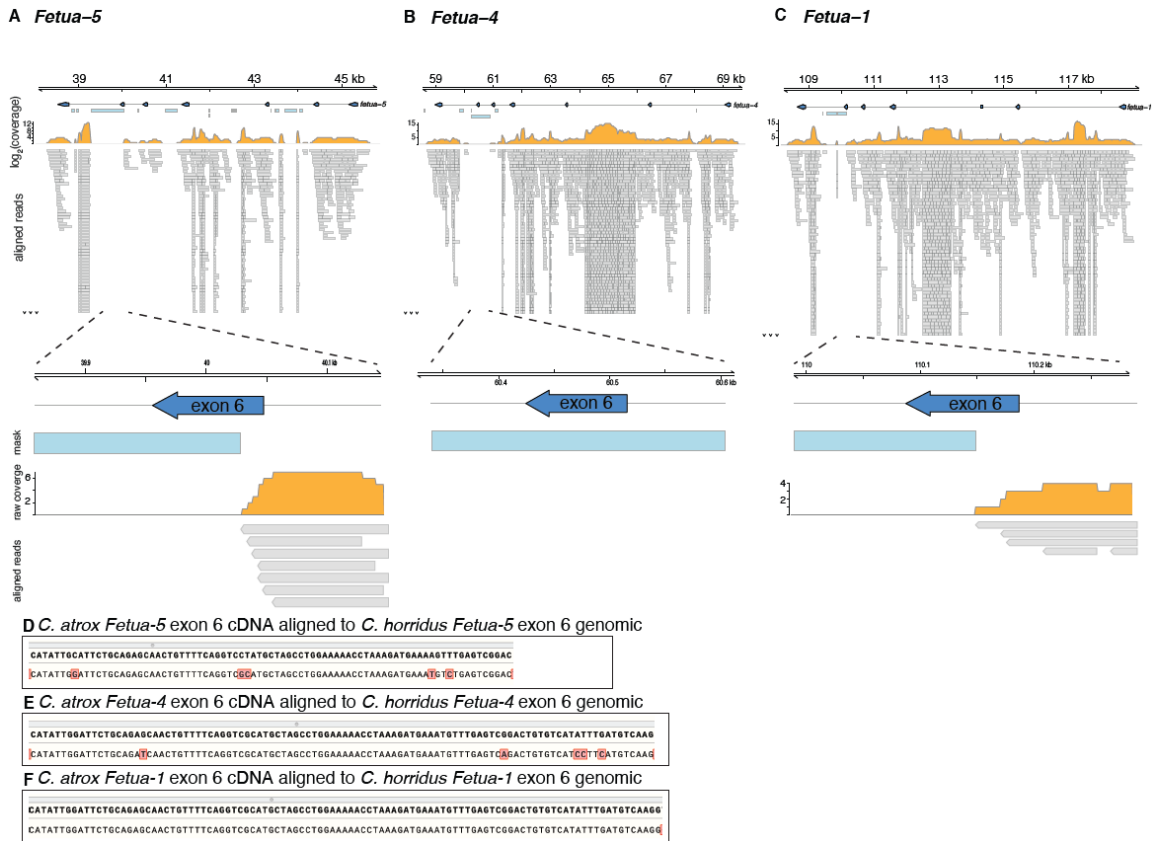 A Fetua–5
B Fetua–4
C Fetua–1
39 41 43 45 kb
59 61 63 65 67 69 kb
109 111 113 115 117 kb
fetua-5
fetua-4
fetua-1
log2(coverage)
12
8
4
15
5
15
5
aligned reads
39.9 40 40.1 kb
60.4 60.5 60.6 kb
110 110.1 110.2 kb
exon 6
exon 6
exon 6
mask
raw coverge
6
2
4
2
aligned reads
D C. atrox Fetua-5 exon 6 cDNA aligned to C. horridus Fetua-5 exon 6 genomic
CATATTGCATTCTGCAGAGCAACTGTTTTCAGGTCCTATGCTAGCCTGGAAAAACCTAAAGATGAAAAGTTTGAGTCGGAC
CATATTGGATTCTGCAGAGCAACTGTTTTCAGGTCGCATGCTAGCCTGGAAAAACCTAAAGATGAAATGTCTGAGTCGGAC
E C. atrox Fetua-4 exon 6 cDNA aligned to C. horridus Fetua-4 exon 6 genomic
CATATTGGATTCTGCAGAGCAACTGTTTTCAGGTCGCATGCTAGCCTGGAAAAACCTAAAGATGAAATGTTTGAGTCGGACTGTGTCATATTTGATGTCAAG
CATATTGGATTCTGCAGATCAACTGTTTTCAGGTCGCATGCTAGCCTGGAAAAACCTAAAGATGAAATGTTTGAGTCAGACTGTGTCATCCTTCATGTCAAG
F C. atrox Fetua-1 exon 6 cDNA aligned to C. horridus Fetua-1 exon 6 genomic
CATATTGGATTCTGCAGAGCAACTGTTTTCAGGTCGCATGCTAGCCTGGAAAAACCTAAAGATGAAATGTTTGAGTCGGACTGTGTCATATTTGATGTCAAGG
CATATTGGATTCTGCAGAGCAACTGTTTTCAGGTCGCATGCTAGCCTGGAAAAACCTAAAGATGAAATGTTTGAGTCGGACTGTGTCATATTTGATGTCAAGG